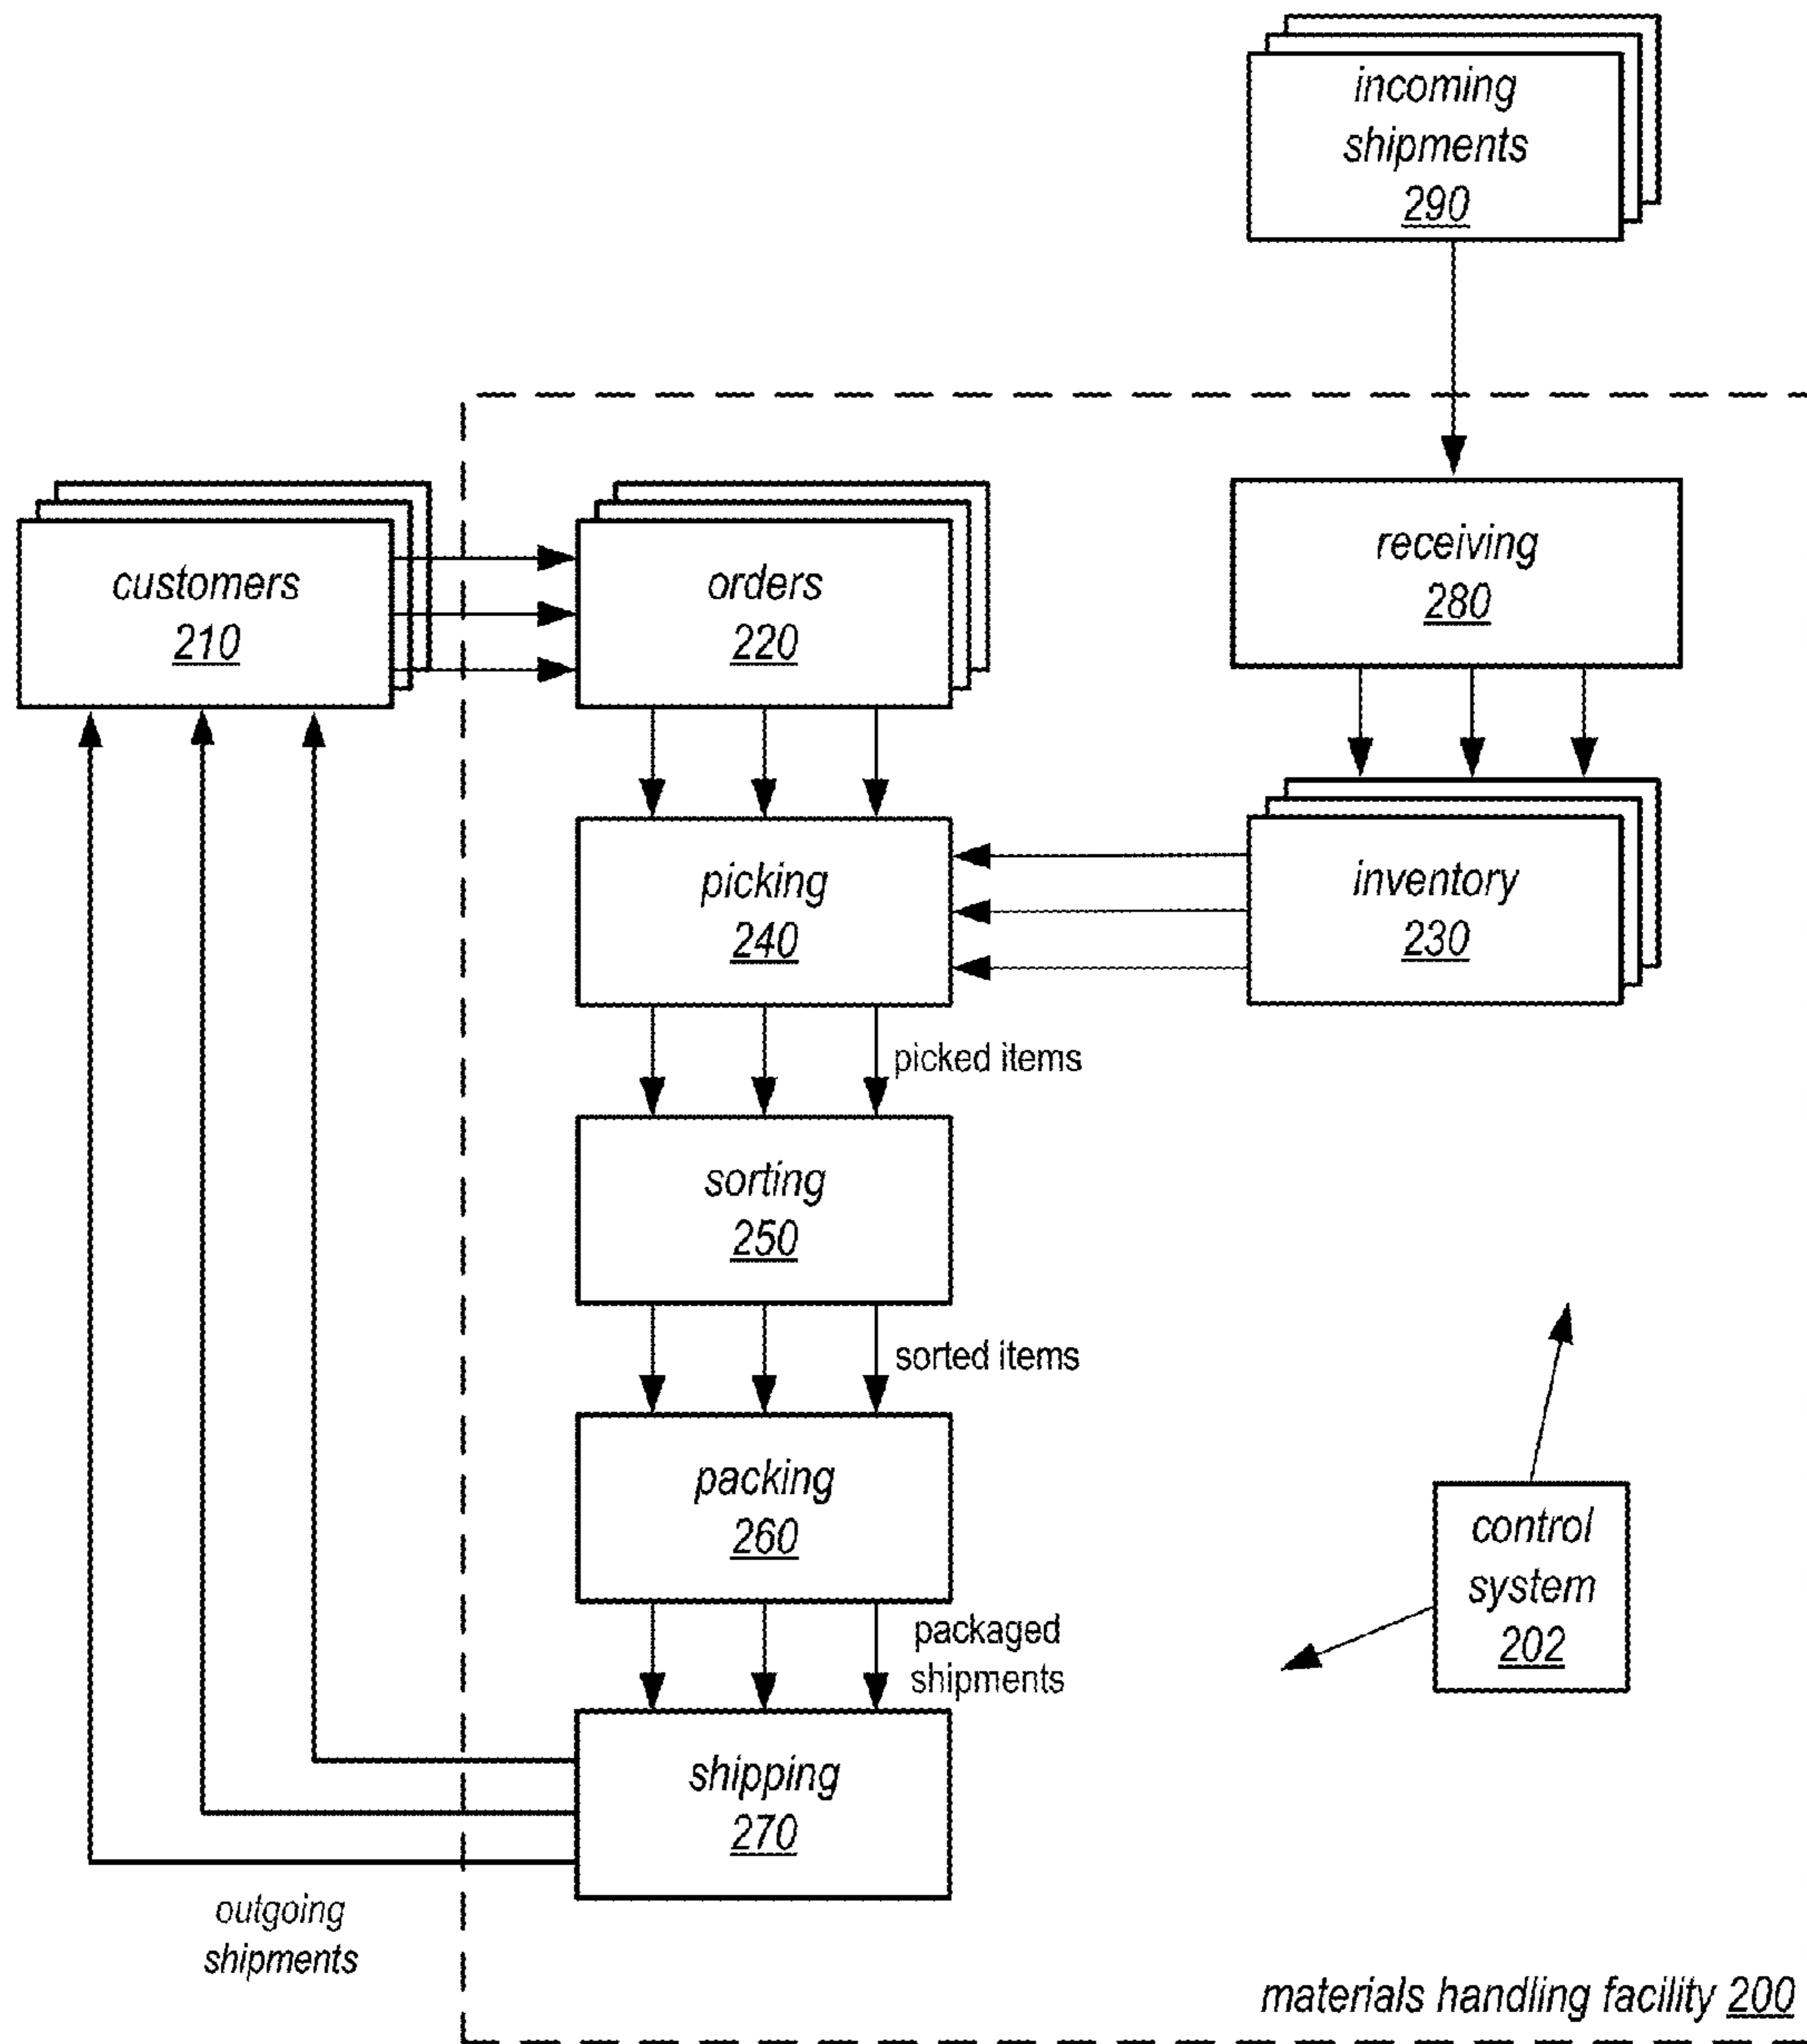 incoming
shipments
290
customers
210
orders
220
receiving
280
picking
240
inventory
230
picked items
sorting
250
sorted items
packing
260
control
system
202
packaged
shipments
shipping
270
outgoing
shipments
materials handling facility 200